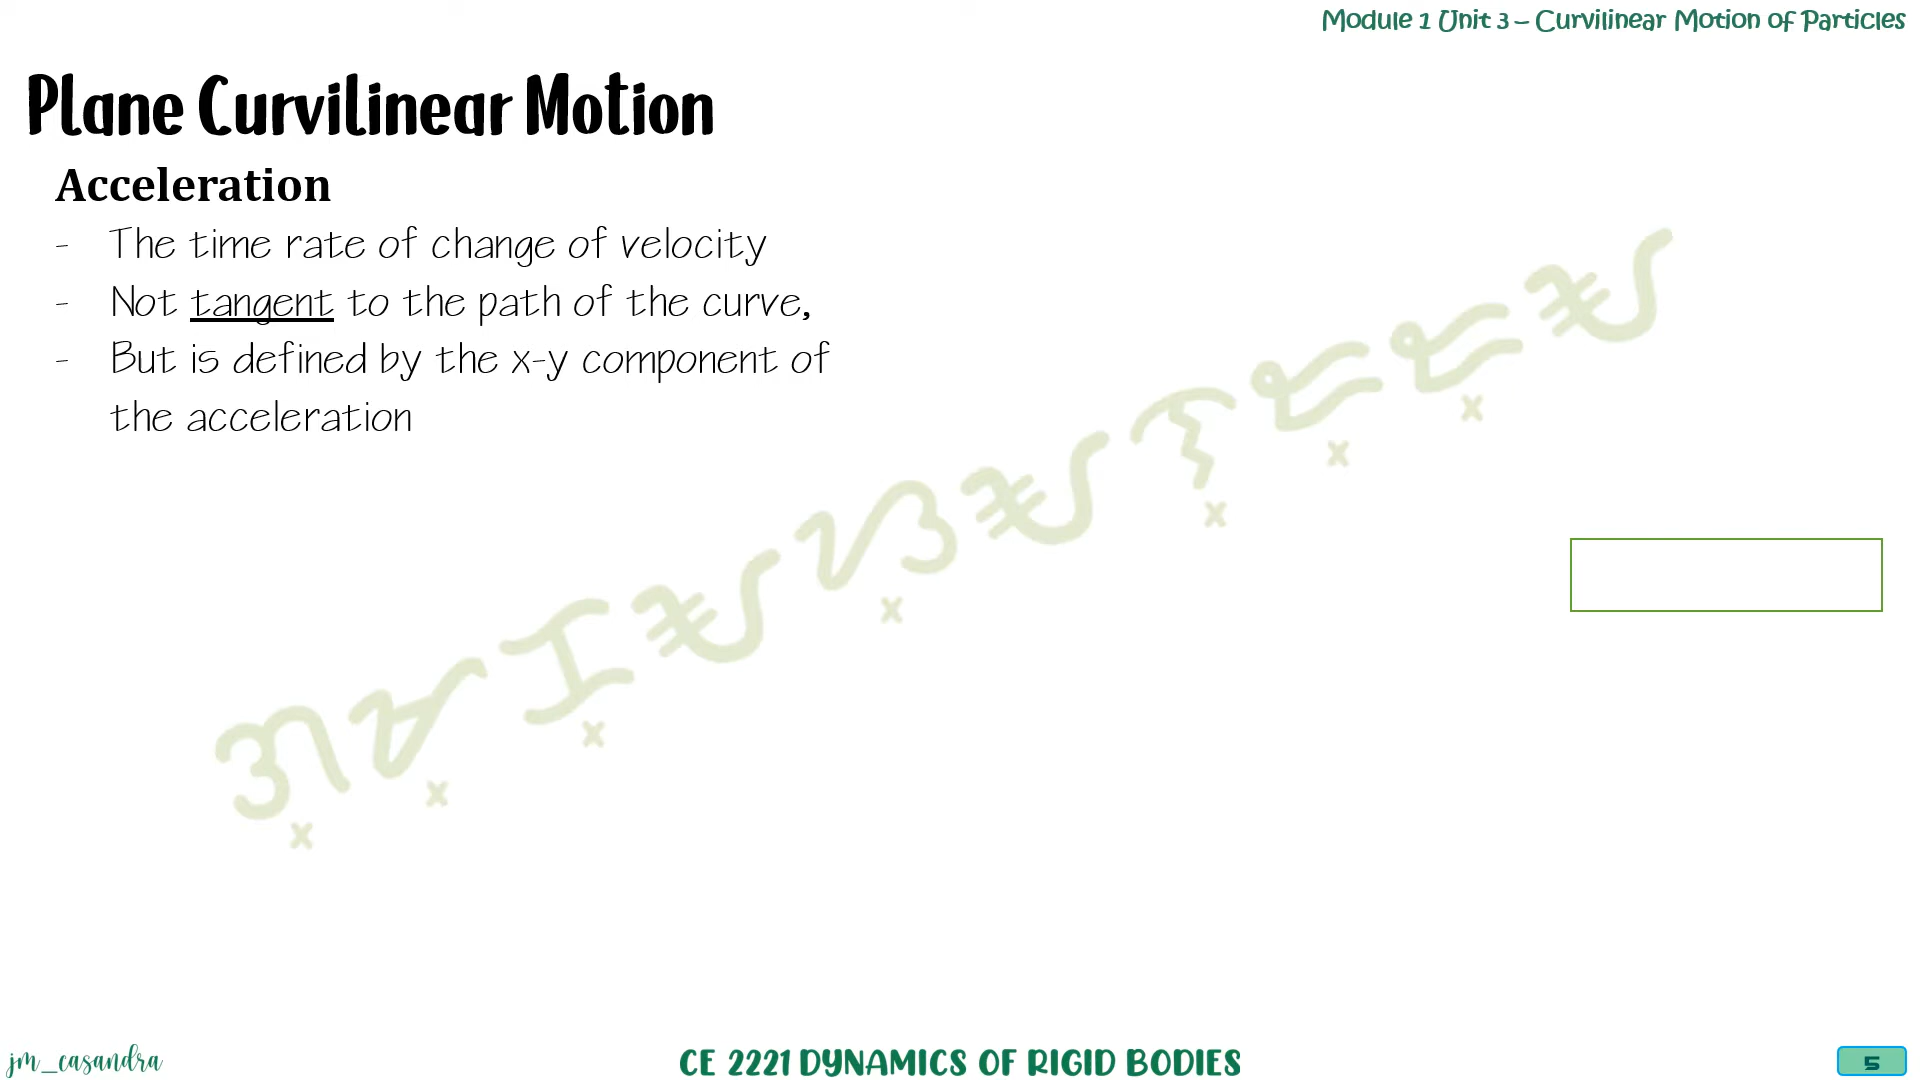 Module 1 Unit 3 – Curvilinear Motion of Particles
Plane Curvilinear Motion
Acceleration
- The time rate of change of velocity
- Not tangent to the path of the curve,
- But is defined by the x-y component of
the acceleration
jm_casandra
CE 2221 DYNAMICS OF RIGID BODIES
5